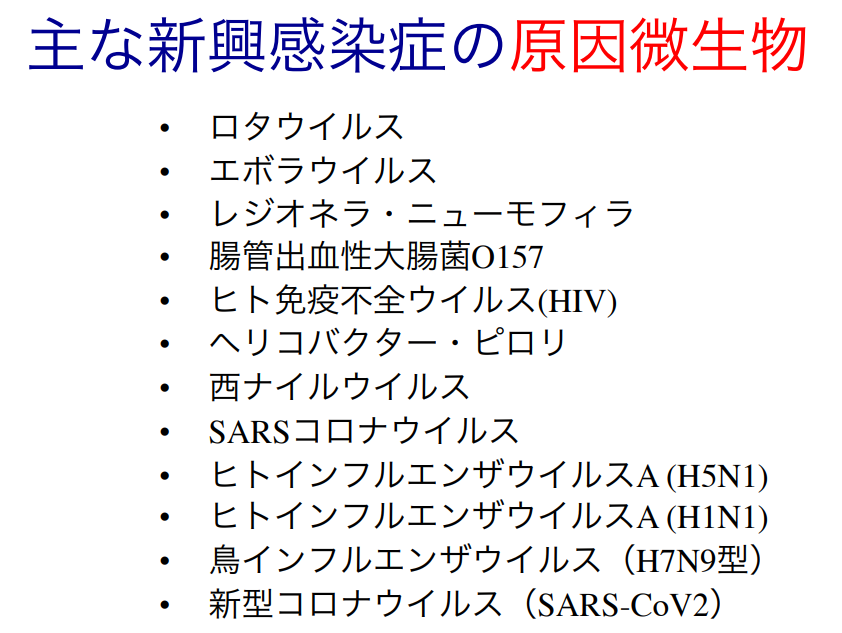 主な新興感染症の原因微生物
• ロタウイルス
• エボラウイルス
• レジオネラ・ニューモフィラ
• 腸管出血性大腸菌O157
• ヒト免疫不全ウイルス(HIV)
• ヘリコバクター・ピロリ
• 西ナイルウイルス
• SARSコロナウイルス
• ヒトインフルエンザウイルスA (H5N1)
• ヒトインフルエンザウイルスA (H1N1)
• 鳥インフルエンザウイルス（H7N9型）
• 新型コロナウイルス（SARS-CoV2）